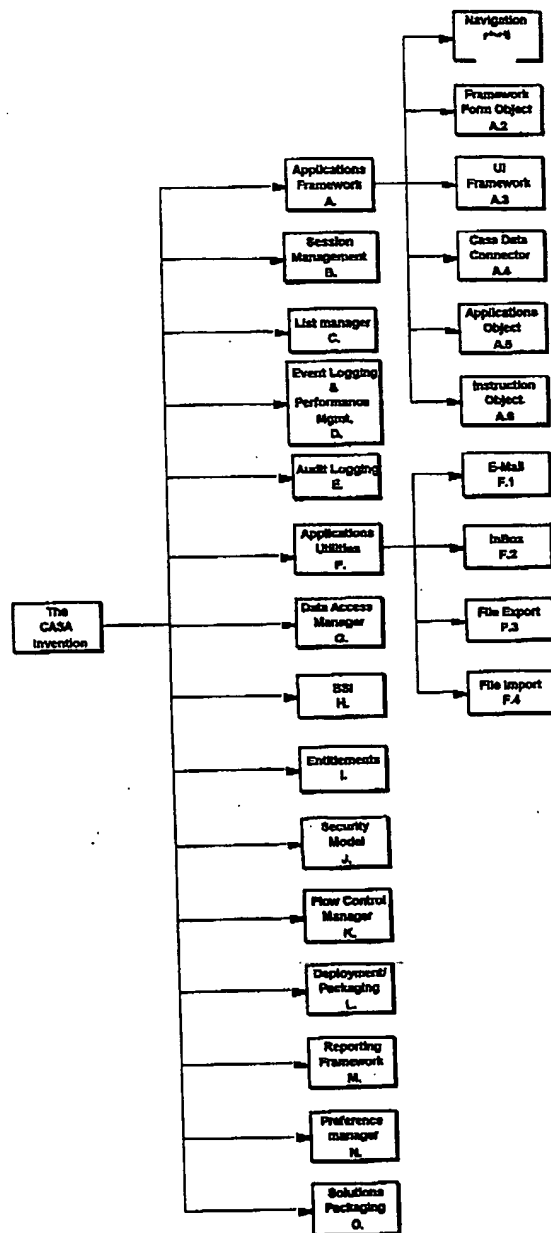 The
CASA
Invention
Applications
Framework
A.
Session
Management
B.
List manager
C.
Event Logging
&
Performance
Mgmt.
D.
Audit Logging
E.
Applications
Utilities
F.
Data Access
Manager
G.
SSI
H.
Entitlements
I.
Security
Model
J.
Flow Control
Manager
K.
Deployment/
Packaging
L.
Reporting
Framework
M.
Preference
manager
N.
Solutions
Packaging
O.
Navigation
Framework
Form Object
A.2
UI
Framework
A.3
Casa Data
Connector
A.4
Applications
Object
A.5
Instruction
Object
A.6
E-Mail
F.1
InBox
F.2
File Export
F.3
File Import
F.4